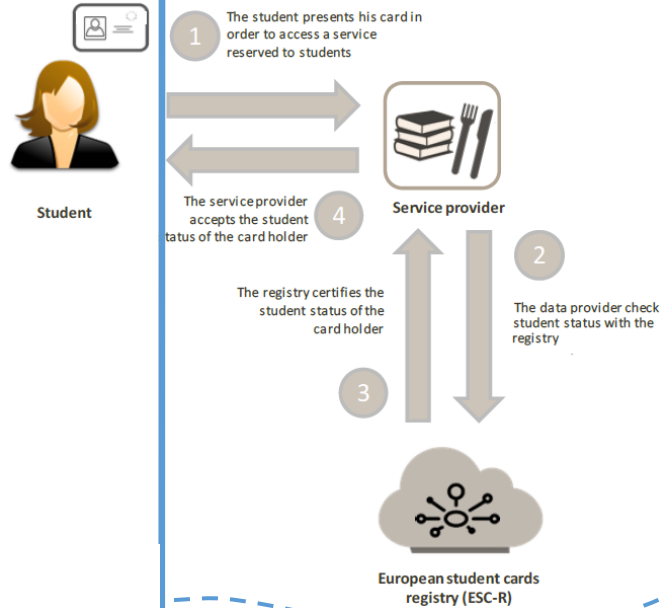 1
The student presents his card in
order to access a service
reserved to students
Student
Service provider
The service provider
accepts the student
tatus of the card holder
4
2
The data provider check
student status with the
registry
The registry certifies the
student status of the
card holder
3
European student cards
registry (ESC-R)